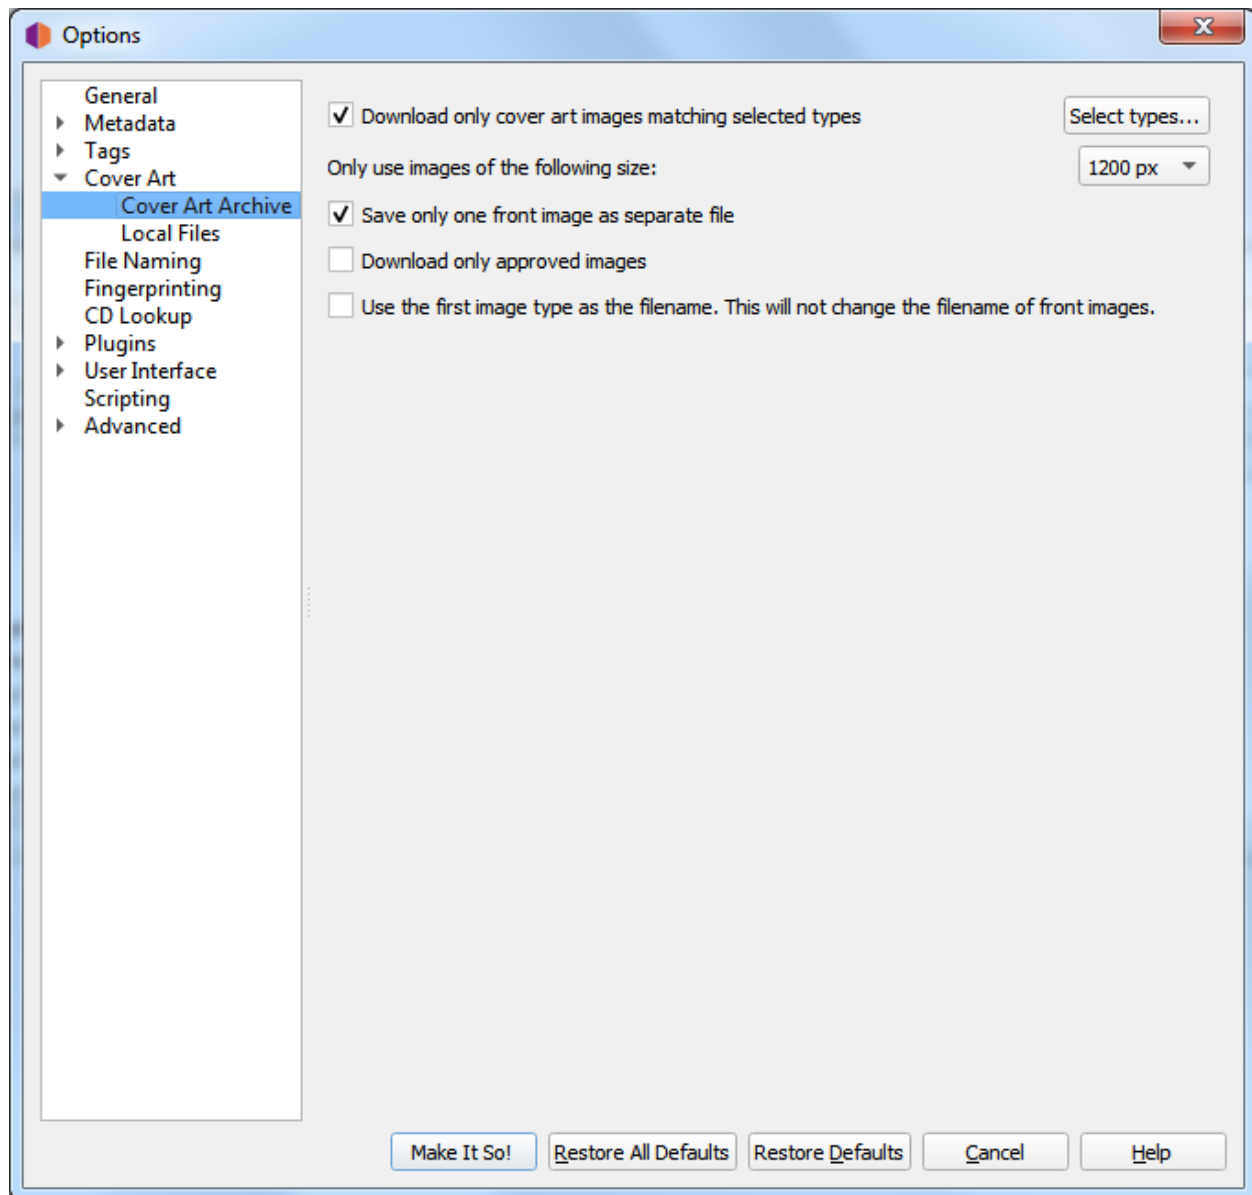 Options
General
Metadata
Tags
Cover Art
Cover Art Archive
Local Files
File Naming
Fingerprinting
CD Lookup
Plugins
User Interface
Scripting
Advanced
Download only cover art images matching selected types
Select types...
Only use images of the following size:
1200 px
Save only one front image as separate file
Download only approved images
Use the first image type as the filename. This will not change the filename of front images.
Make It So!
Restore All Defaults
Restore Defaults
Cancel
Help